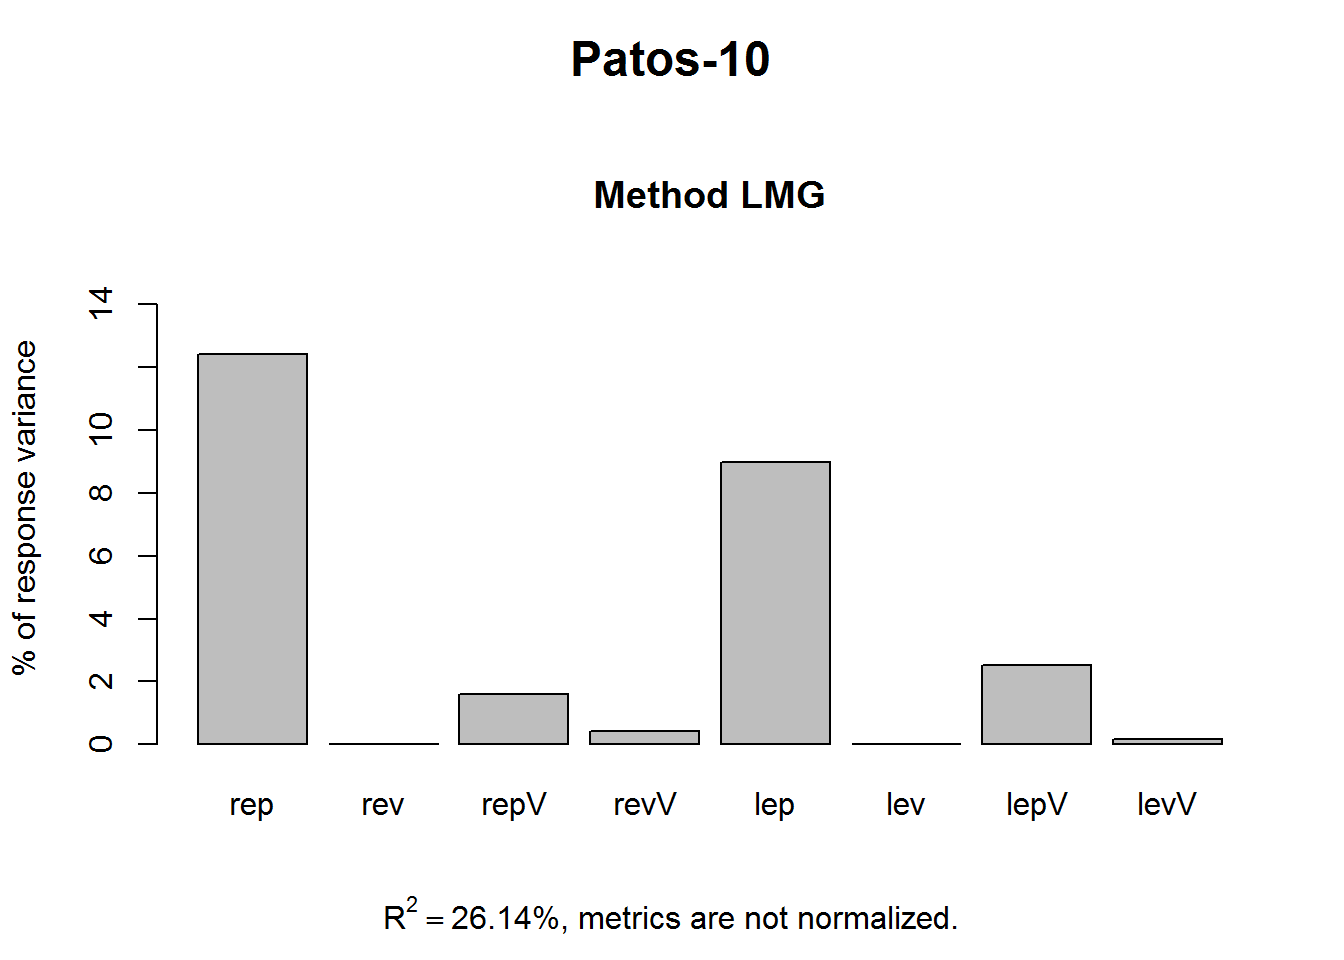 Patos-10
Method LMG
% of response variance
14
10
8
6
4
2
0
rep rev repV revV lep lev lepV levV
R² = 26.14%, metrics are not normalized.